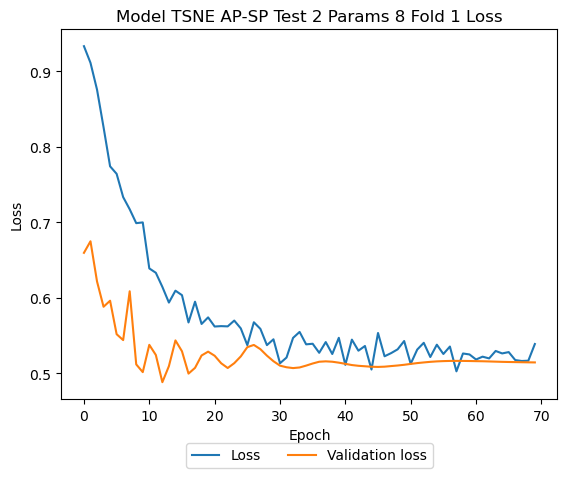 Model TSNE AP-SP Test 2 Params 8 Fold 1 Loss
0.9
0.8
0.7
0.6
0.5
Loss
0 10 20 30 40 50 60 70
Epoch
Loss Validation loss